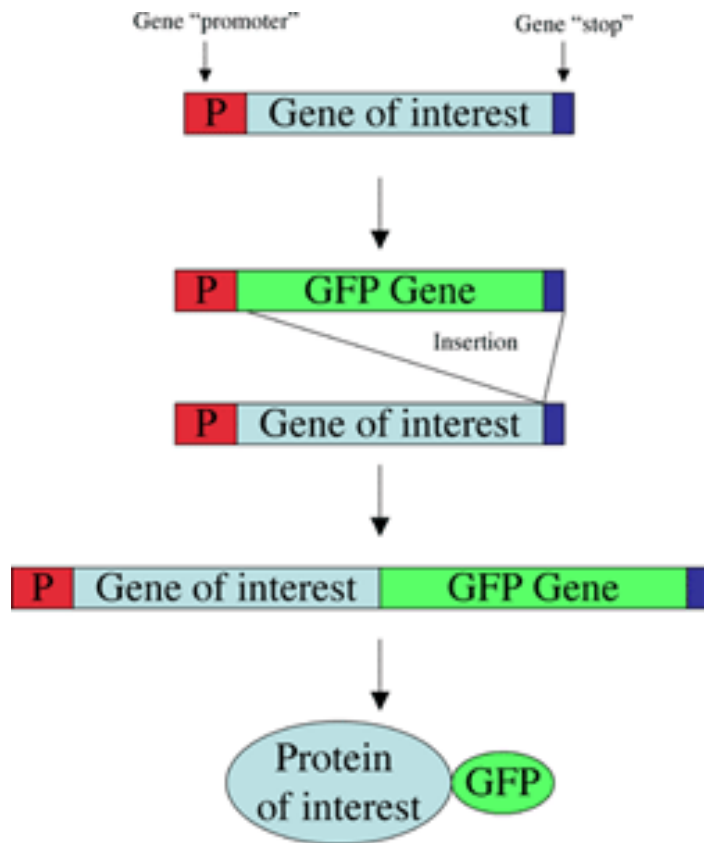 Gene “promoter”
Gene “stop”
P
Gene of interest
P
GFP Gene
Insertion
P
Gene of interest
P
Gene of interest
GFP Gene
Protein
of interest
GFP